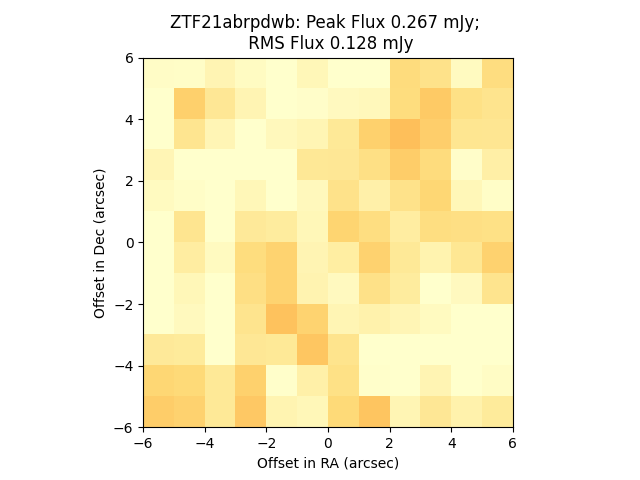 ZTF21abrpdwb: Peak Flux 0.267 mJy;
RMS Flux 0.128 mJy
6
4
2
0
−2
−4
−6
Offset in Dec (arcsec)
−6 −4 −2 0 2 4 6
Offset in RA (arcsec)